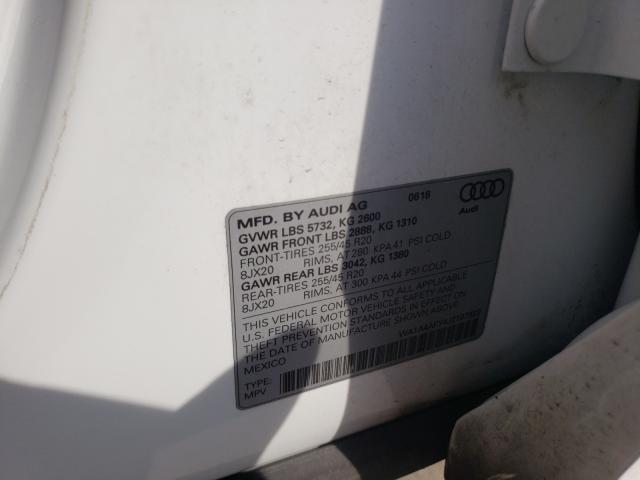 MFD. BY AUDI AG 0618
GVWR LBS 5732, KG 2600
GAWR FRONT LBS 2888, KG 1310
FRONT-TIRES 255/45 R20
8JX20 RIMS, AT 280 KPA 41 PSI COLD
GAWR REAR LBS 3042, KG 1380
REAR-TIRES 255/45 R20
8JX20 RIMS, AT 300 KPA 44 PSI COLD
Audi
THIS VEHICLE CONFORMS TO ALL APPLICABLE
U.S. FEDERAL MOTOR VEHICLE SAFETY AND
THEFT PREVENTION STANDARDS IN EFFECT ON
THE DATE OF MANUFACTURE SHOWN ABOVE.
MEXICO
TYPE:
MPV